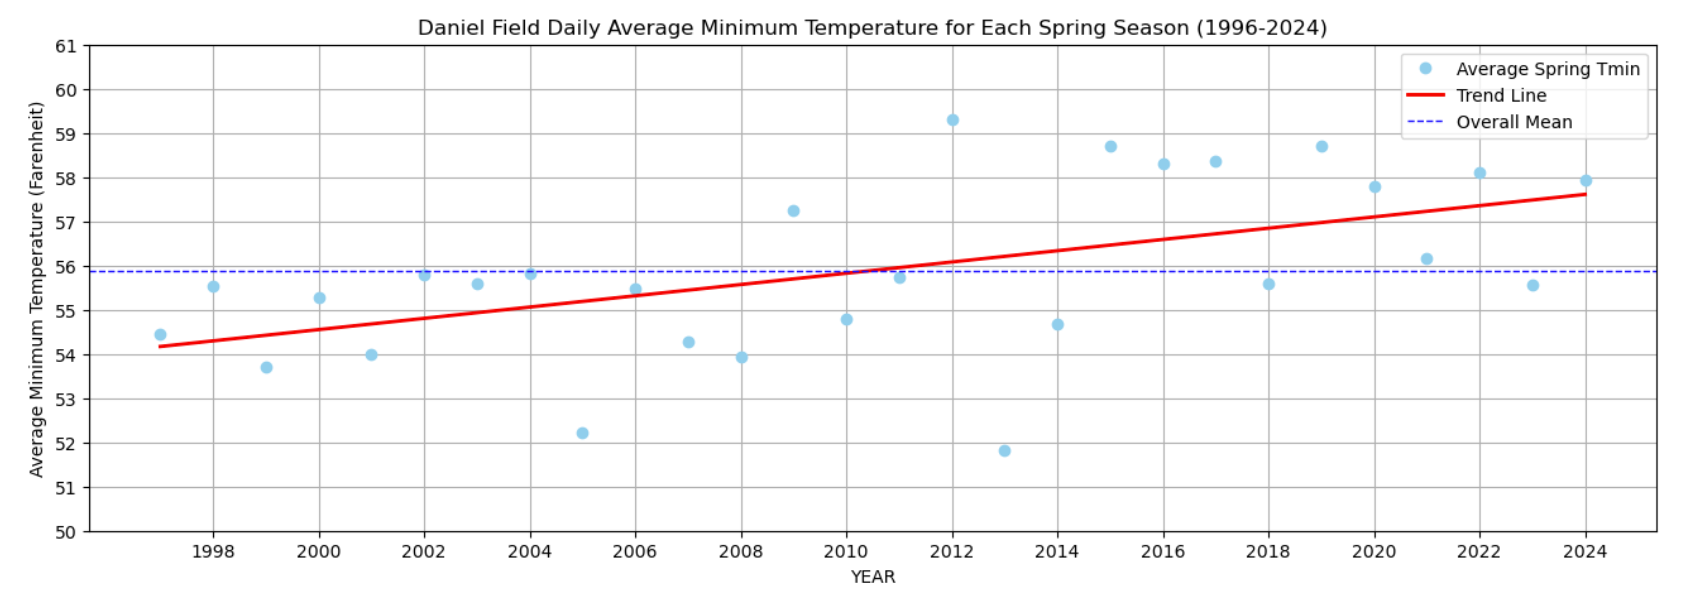 Daniel Field Daily Average Minimum Temperature for Each Spring Season (1996-2024)
Average Minimum Temperature (Farenheit)
61
60
59
58
57
56
55
54
53
52
51
50
Average Spring Tmin
Trend Line
Overall Mean
1998 2000 2002 2004 2006 2008 2010 2012 2014 2016 2018 2020 2022 2024
YEAR